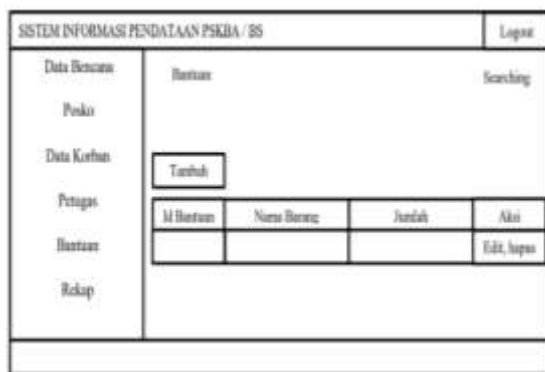 SISTEM INFORMASI PENDATAAN PSKBA / BS
Logout
Data Bencana
Posko
Data Korban
Petugas
Bantuan
Rekap
Bantuan
Searching
Tambah
Id Bantuan Nama Barang Jumlah Aksi
Edit, hapus